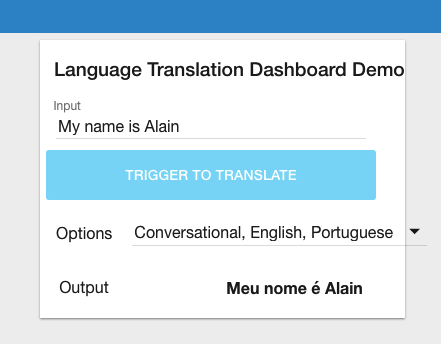 Language Translation Dashboard Demo
Input
My name is Alain
TRIGGER TO TRANSLATE
Options Conversational, English, Portuguese
Output Meu nome é Alain